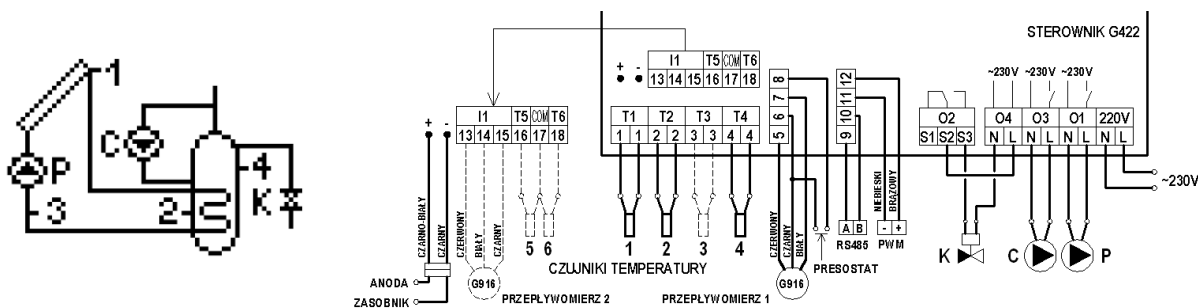 1
C
P
4
K
3
2
STEROWNIK G422
+ -
I1 T5 COM T6
13 14 15 16 17 18
8
7
6
5
12
11
10
9
~230V ~230V ~230V
O2 O4 O3 O1 220V
S1 S2 S3 N L N L N L N L
~230V
+ -
I1 T5 COM T6
13 14 15 16 17 18
T1 T2 T3 T4
1 1 2 2 3 3 4 4
CZARNO-BIAŁY
CZARNY
CZERWONY
BIAŁY
CZARNY
5 6
1 2 3 4
CZUJNIKI TEMPERATURY
CZERWONY
CZARNY
BIAŁY
NIEBIESKI
BRĄZOWY
A B
RS485
- +
PWM
PRESOSTAT
K C P
ANODA
ZASOBNIK
G916
PRZEPŁYWOMIERZ 2
PRZEPŁYWOMIERZ 1
G916